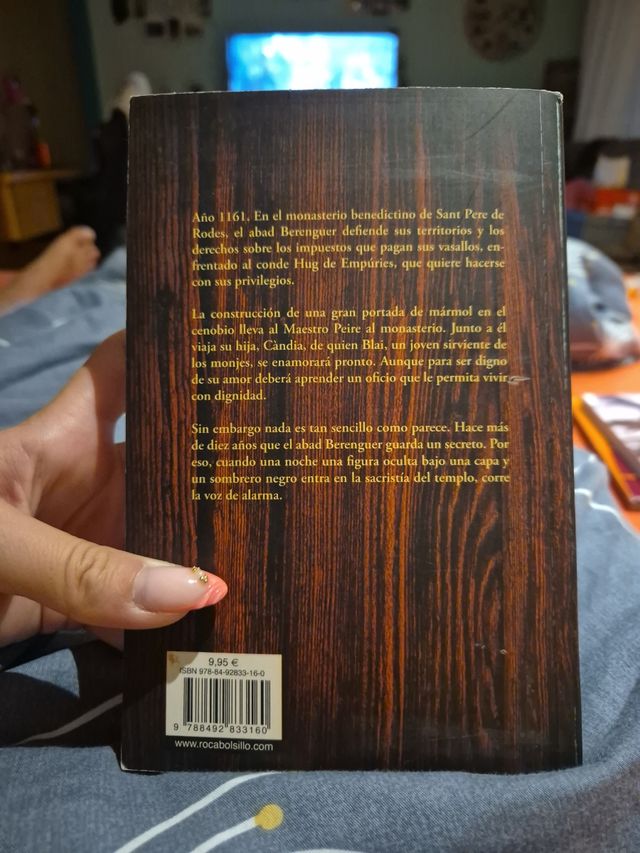 Año 1161. En el monasterio benedictino de Sant Pere de
Rodes, el abad Berenguer defiende sus territorios y los
derechos sobre los impuestos que pagan sus vasallos, en-
frentado al conde Hug de Empúries, que quiere hacerse
con sus privilegios.
La construcción de una gran portada de mármol en el
cenobio lleva al Maestro Peire al monasterio. Junto a él
viaja su hija, Càndia, de quien Blai, un joven sirviente de
los monjes, se enamorará pronto. Aunque para ser digno
de su amor deberá aprender un oficio que le permita vivir
con dignidad.
Sin embargo nada es tan sencillo como parece. Hace más
de diez años que el abad Berenguer guarda un secreto. Por
eso, cuando una noche una figura oculta bajo una capa y
un sombrero negro entra en la sacristía del templo, corre
la voz de alarma.
9,95 €
ISBN 978-84-92833-16-0
9 788492 833160
www.rocabolsillo.com